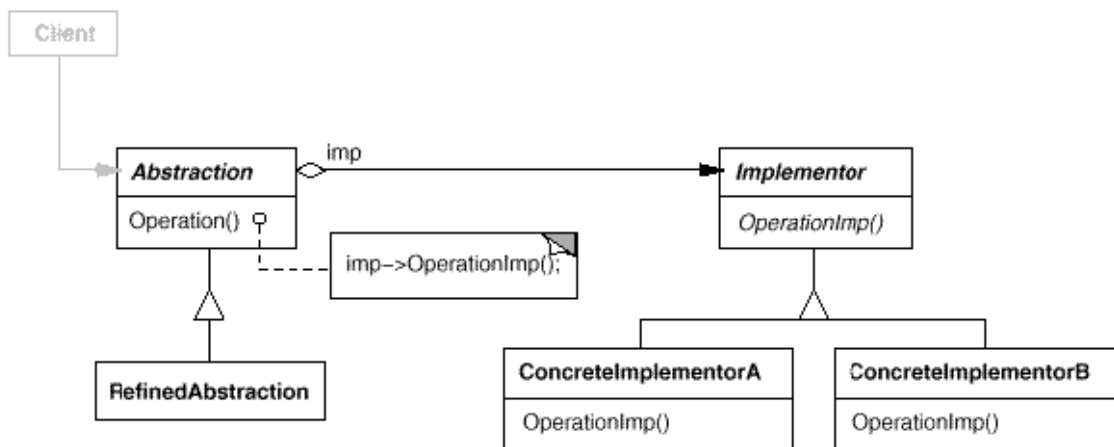 Client
imp
Abstraction
Implementor
Operation()
OperationImp()
imp->OperationImp();
RefinedAbstraction
ConcreteImplementorA
ConcreteImplementorB
OperationImp()
OperationImp()